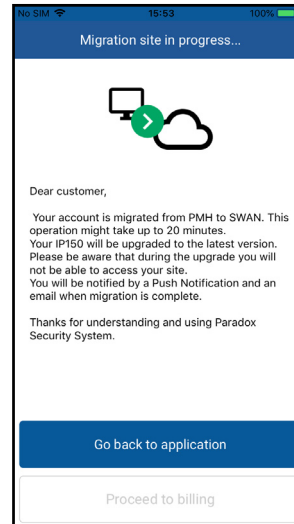 No SIM 15:53 100%
Migration site in progress...
Dear customer,
Your account is migrated from PMH to SWAN. This
operation might take up to 20 minutes.
Your IP150 will be upgraded to the latest version.
Please be aware that during the upgrade you will
not be able to access your site.
You will be notified by a Push Notification and an
email when migration is complete.
Thanks for understanding and using Paradox
Security System.
Go back to application
Proceed to billing